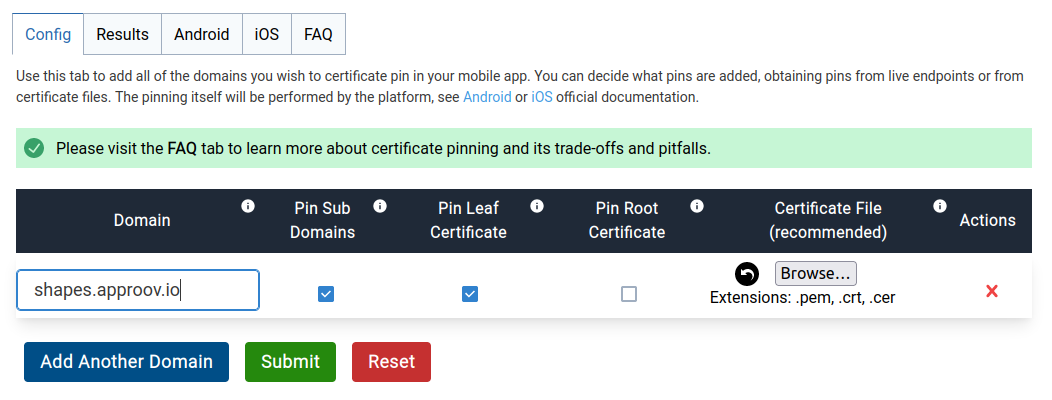 Config Results Android iOS FAQ
Use this tab to add all of the domains you wish to certificate pin in your mobile app. You can decide what pins are added, obtaining pins from live endpoints or from
certificate files. The pinning itself will be performed by the platform, see Android or iOS official documentation.
Please visit the FAQ tab to learn more about certificate pinning and its trade-offs and pitfalls.
Domain
Pin Sub
Domains
Pin Leaf
Certificate
Pin Root
Certificate
Certificate File
(recommended)
Actions
shapes.approov.io
Browse...
Extensions: .pem, .crt, .cer
Add Another Domain Submit Reset